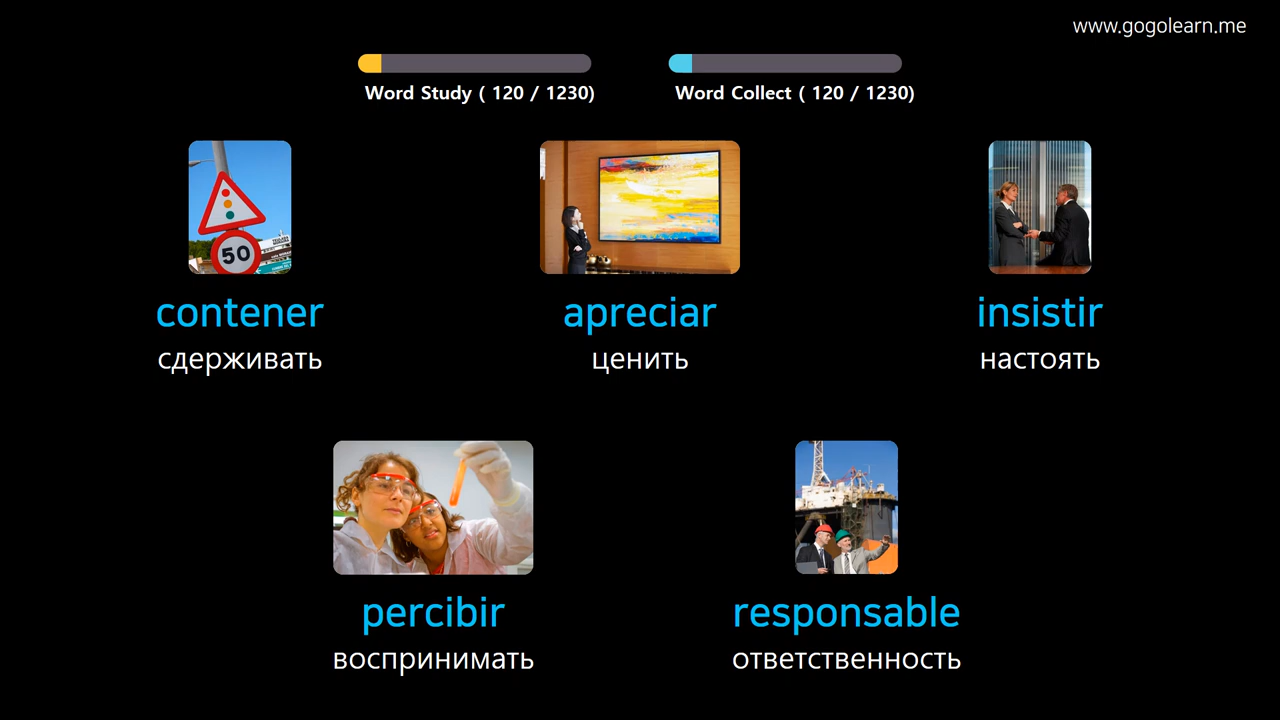 www.gogolearn.me
Word Study ( 120 / 1230)
Word Collect ( 120 / 1230)
50
contener
сдерживать
apreciar
ценить
insistir
настоять
percibir
воспринимать
responsable
ответственность